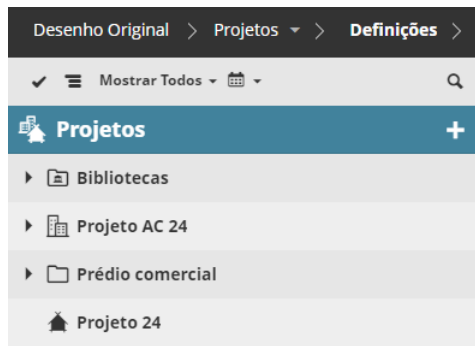 Desenho Original > Projetos > Definições >
Mostrar Todos
Projetos
Bibliotecas
Projeto AC 24
Prédio comercial
Projeto 24